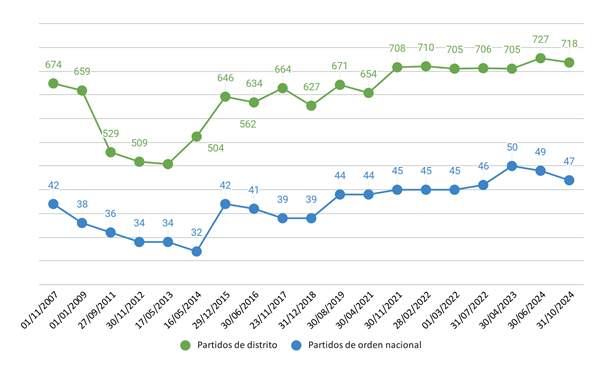 674 659 529 509 504 562 646 634 664 627 671 654 708 710 705 706 705 727 718
42 38 36 34 34 32 42 41 39 39 44 44 45 45 45 46 50 49 47
01/11/2007 01/01/2009 27/09/2011 30/11/2012 17/05/2013 16/05/2014 29/12/2015 30/06/2016 23/11/2017 31/12/2018 30/08/2019 30/04/2021 30/11/2021 28/02/2022 01/03/2022 31/07/2022 30/04/2023 30/06/2024 31/10/2024
Partidos de distrito Partidos de orden nacional